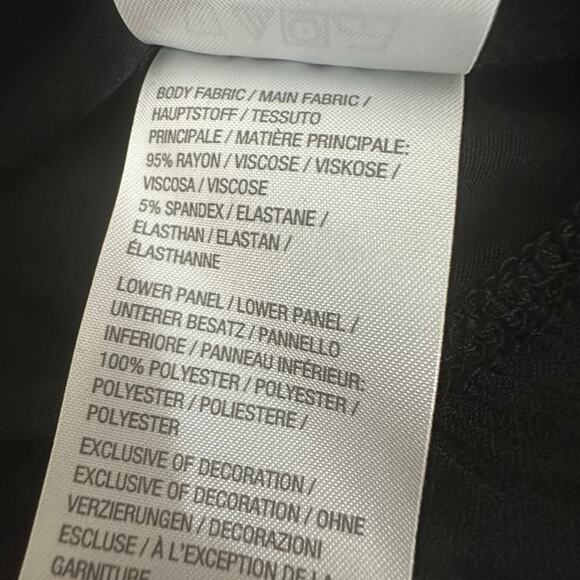 BODY FABRIC / MAIN FABRIC /
HAUPTSTOFF / TESSUTO
PRINCIPALE / MATIÈRE PRINCIPALE:
95% RAYON / VISCOSE / VISKOSE /
VISCOSA / VISCOSE
5% SPANDEX / ELASTANE /
ELASTHAN / ELASTAN /
ÉLASTHANNE
LOWER PANEL / LOWER PANEL /
UNTERER BESATZ / PANNELLO
INFERIORE / PANNEAU INFÉRIEUR:
100% POLYESTER / POLYESTER /
POLYESTER / POLIESTERE /
POLYESTER
EXCLUSIVE OF DECORATION /
EXCLUSIVE OF DECORATION / OHNE
VERZIERUNGEN / DECORAZIONI
ESCLUSE / À L'EXCEPTION DE LA
GARNITURE